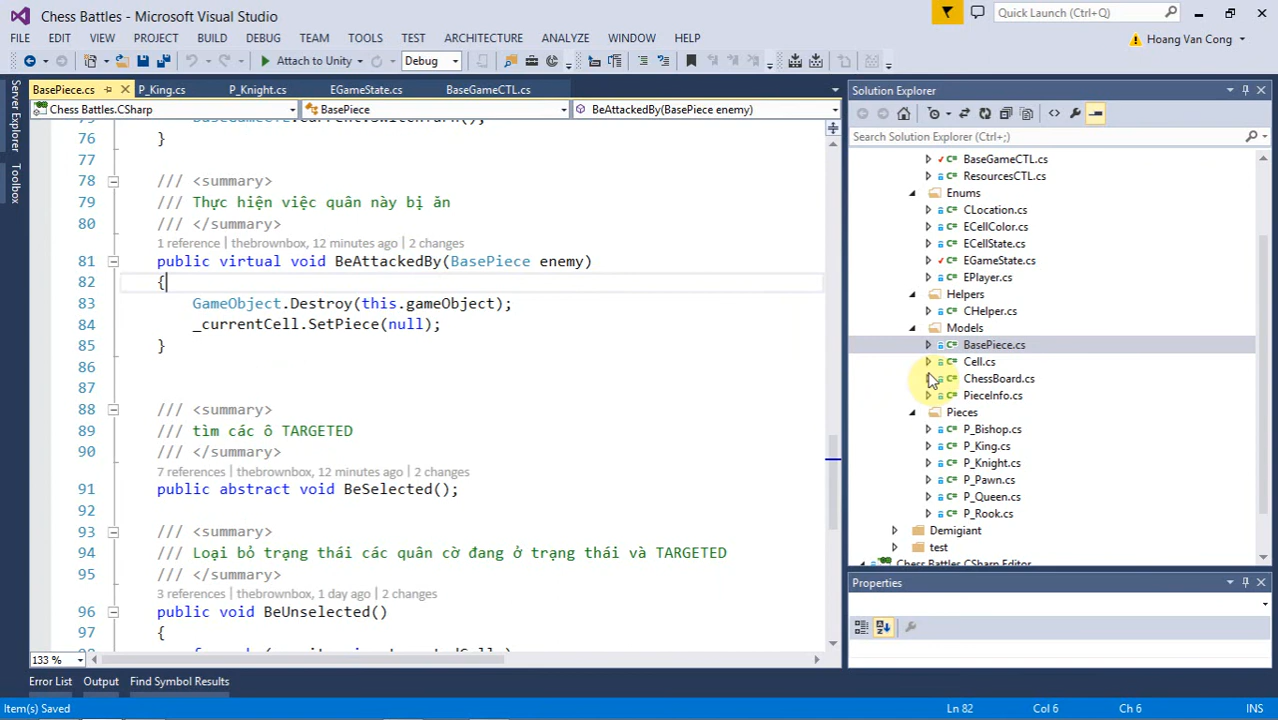 Chess Battles - Microsoft Visual Studio
Quick Launch (Ctrl+Q)
FILE EDIT VIEW PROJECT BUILD DEBUG TEAM TOOLS TEST ARCHITECTURE ANALYZE WINDOW HELP
Hoang Van Cong
Attach to Unity Debug
Server Explorer
Toolbox
BasePiece.cs P_King.cs P_Knight.cs EGameState.cs BaseGameCTL.cs
Chess Battles.CSharp BasePiece BeAttackedBy(BasePiece enemy)
75 BaseGameCTL.Current.SwitchTurn();
76 }
77
78 /// <summary>
79 /// Thực hiện việc quân này bị ăn
80 /// </summary>
1 reference | thebrownbox, 12 minutes ago | 2 changes
81 public virtual void BeAttackedBy(BasePiece enemy)
82 {
83 GameObject.Destroy(this.gameObject);
84 _currentCell.SetPiece(null);
85 }
86
87
88 /// <summary>
89 /// tìm các ô TARGETED
90 /// </summary>
7 references | thebrownbox, 12 minutes ago | 2 changes
91 public abstract void BeSelected();
92
93 /// <summary>
94 /// Loại bỏ trạng thái các quân cờ đang ở trạng thái và TARGETED
95 /// </summary>
3 references | thebrownbox, 1 day ago | 2 changes
96 public void BeUnselected()
97 {
133 %
Solution Explorer
Search Solution Explorer (Ctrl+;)
BaseGameCTL.cs
ResourcesCTL.cs
Enums
CLocation.cs
ECellColor.cs
ECellState.cs
EGameState.cs
EPlayer.cs
Helpers
CHelper.cs
Models
BasePiece.cs
Cell.cs
ChessBoard.cs
PieceInfo.cs
Pieces
P_Bishop.cs
P_King.cs
P_Knight.cs
P_Pawn.cs
P_Queen.cs
P_Rook.cs
Demigiant
test
Chess Battles.CSharp.Editor
Properties
Error List Output Find Symbol Results
Item(s) Saved Ln 82 Col 6 Ch 6 INS